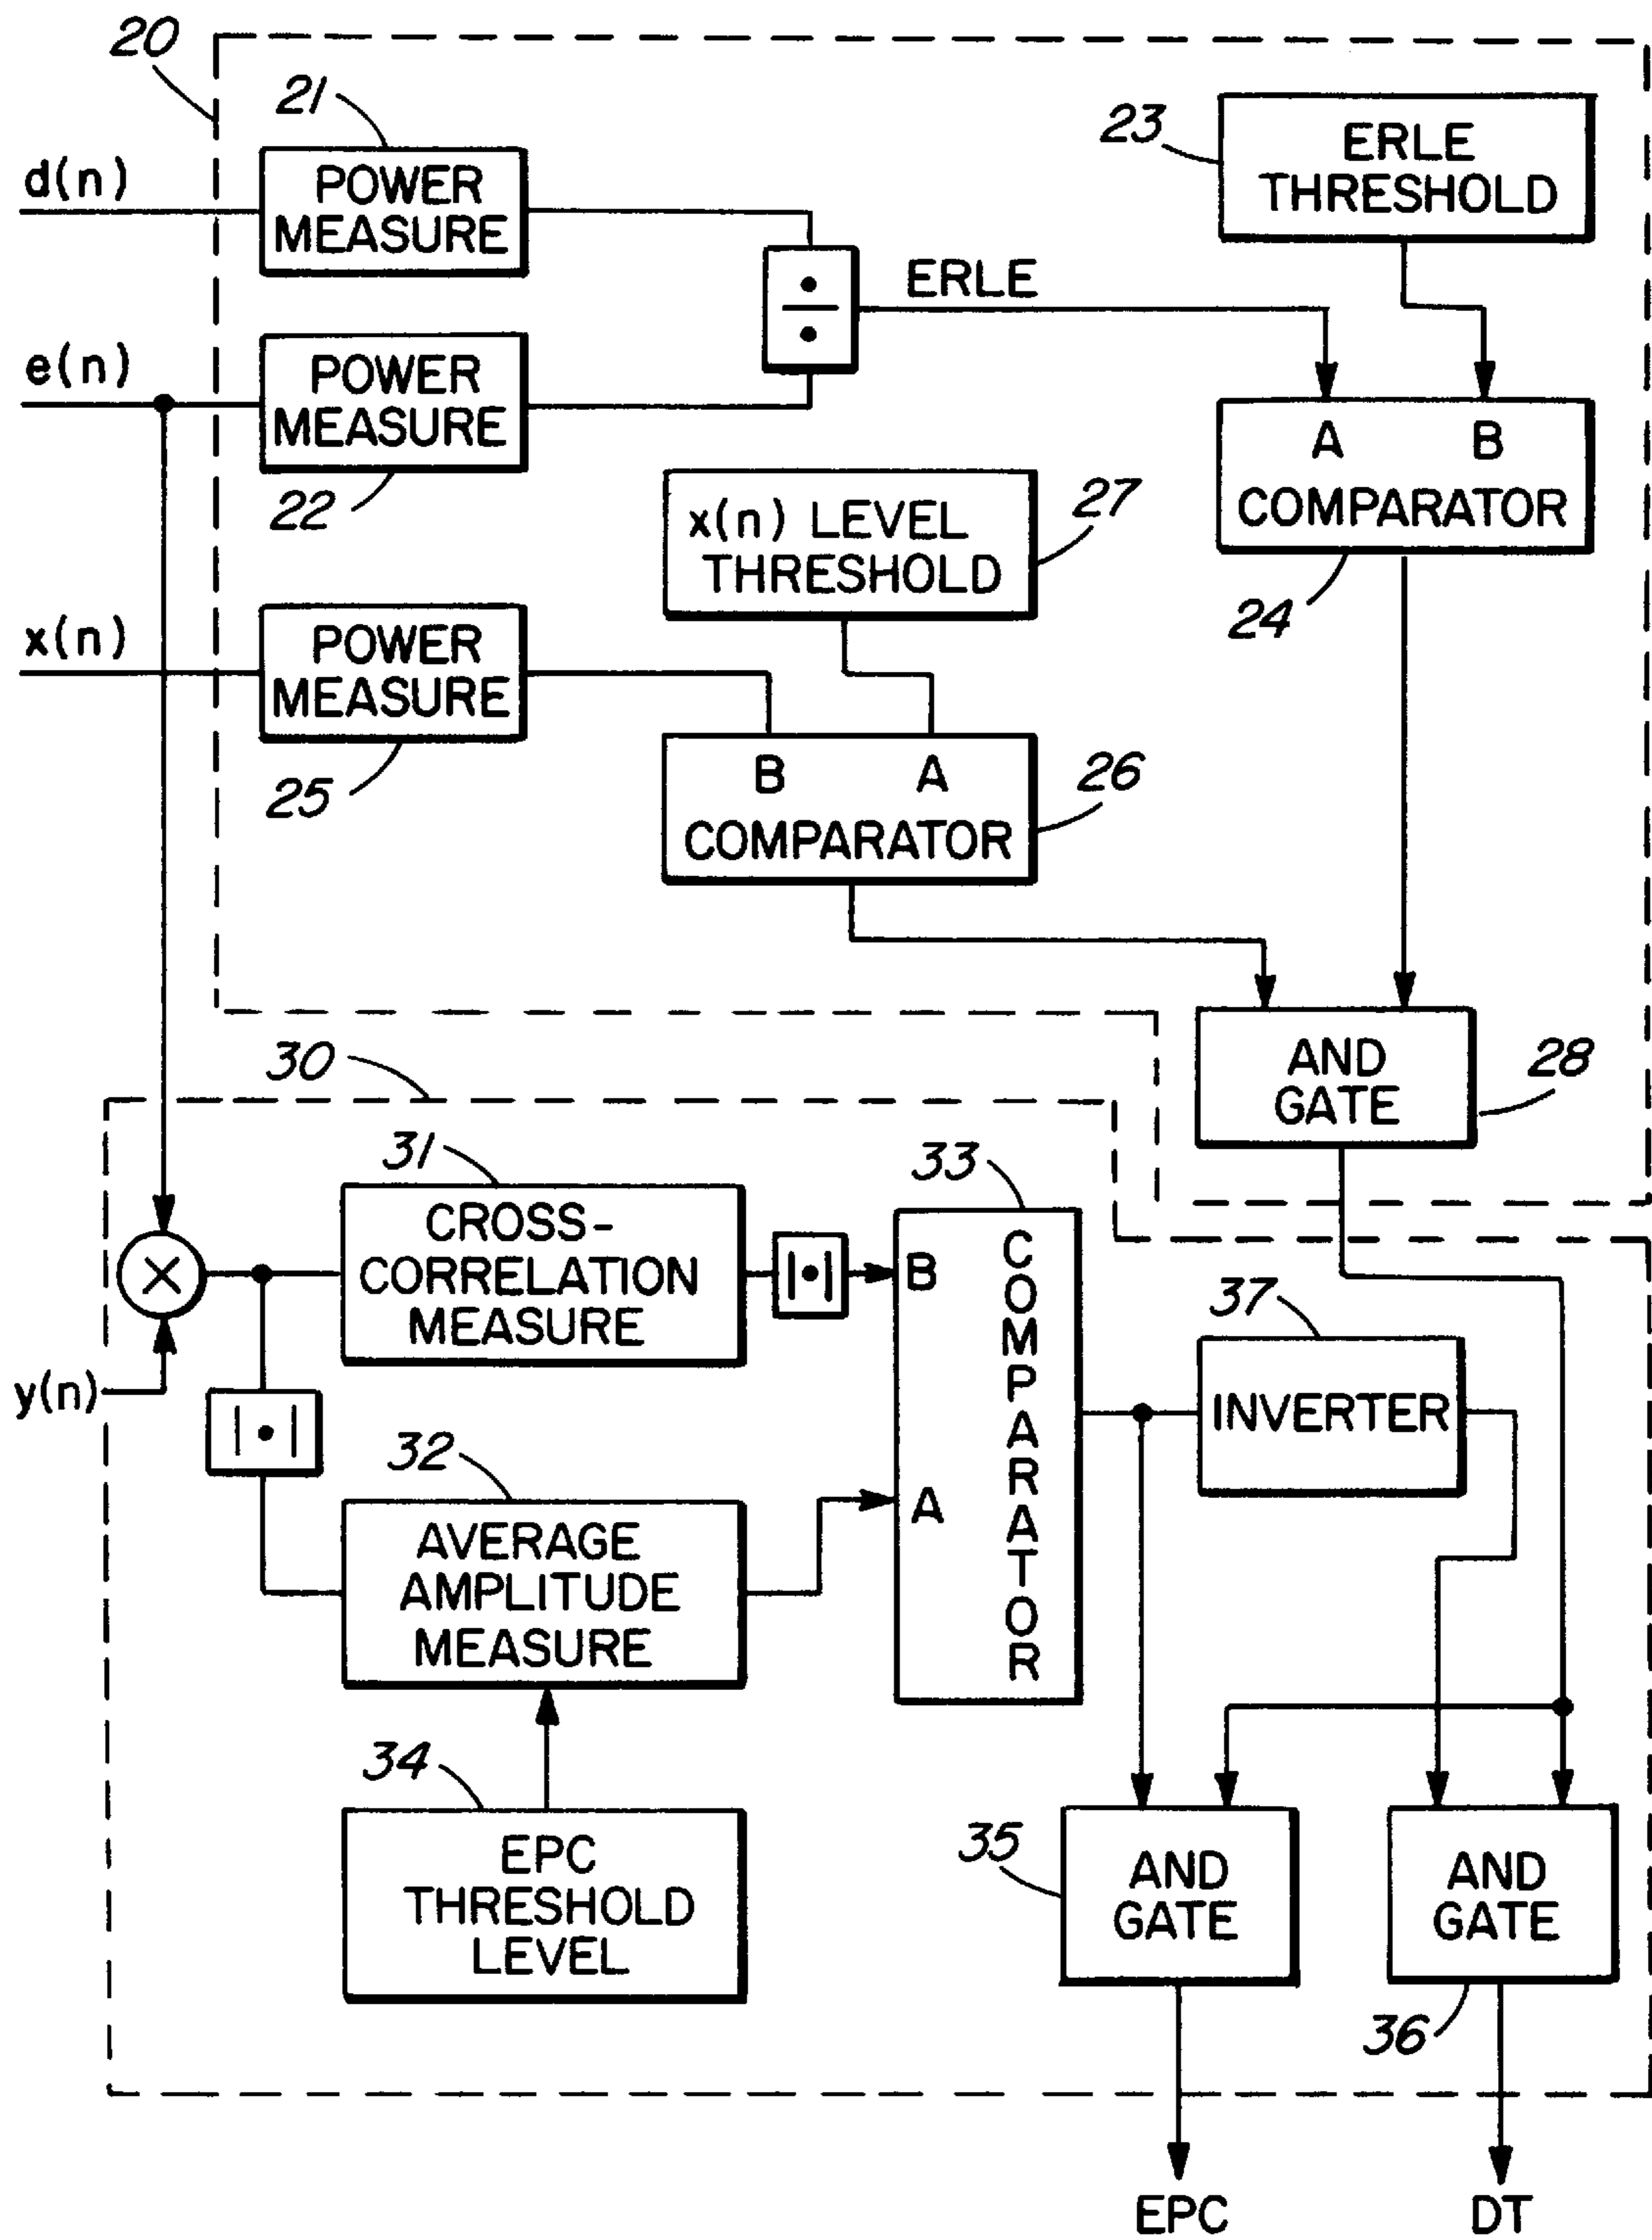 20
21
d(n)
POWER
MEASURE
23
ERLE
THRESHOLD
ERLE
e(n)
POWER
MEASURE
22
A B
COMPARATOR
24
x(n) LEVEL
THRESHOLD
27
x(n)
POWER
MEASURE
25
B A
COMPARATOR
26
AND
GATE
28
30
31
CROSS-
CORRELATION
MEASURE
33
B
A
COMPARATOR
37
INVERTER
y(n)
32
AVERAGE
AMPLITUDE
MEASURE
34
EPC
THRESHOLD
LEVEL
35
AND
GATE
AND
GATE
36
EPC
DT